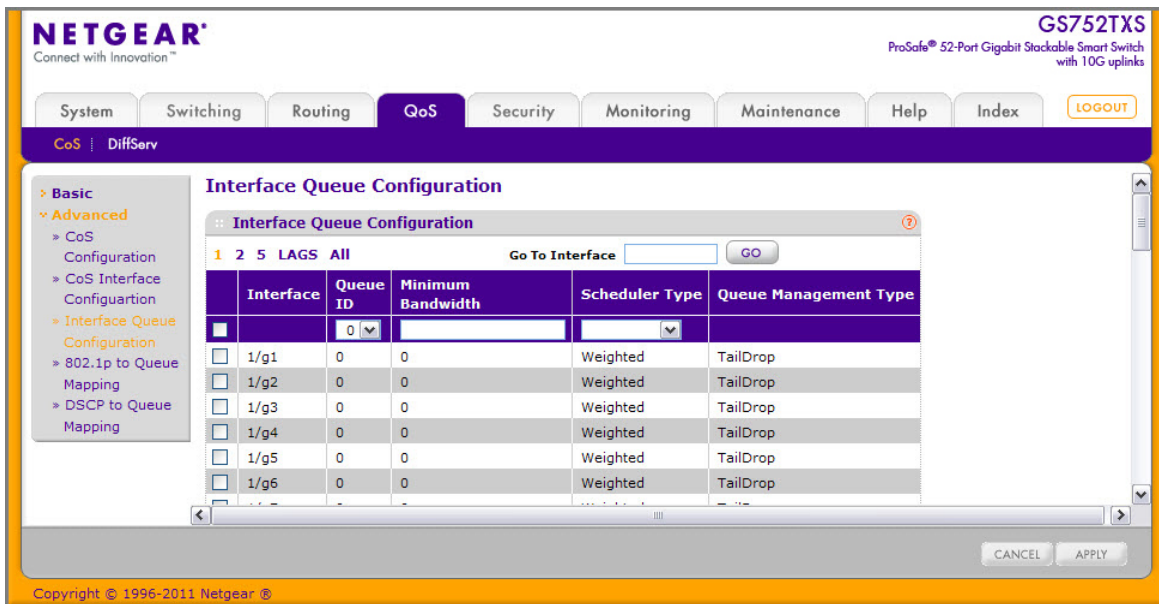 NETGEAR®
Connect with Innovation™
GS752TXS
ProSafe® 52-Port Gigabit Stackable Smart Switch
with 10G uplinks
System Switching Routing QoS Security Monitoring Maintenance Help Index LOGOUT
CoS DiffServ
Basic
Advanced
» CoS
Configuration
» CoS Interface
Configuartion
» Interface Queue
Configuration
» 802.1p to Queue
Mapping
» DSCP to Queue
Mapping
Interface Queue Configuration
Interface Queue Configuration ?
1 2 5 LAGS All Go To Interface GO
Interface Queue ID Minimum Bandwidth Scheduler Type Queue Management Type
0
1/g1 0 0 Weighted TailDrop
1/g2 0 0 Weighted TailDrop
1/g3 0 0 Weighted TailDrop
1/g4 0 0 Weighted TailDrop
1/g5 0 0 Weighted TailDrop
1/g6 0 0 Weighted TailDrop
CANCEL APPLY
Copyright © 1996-2011 Netgear ®